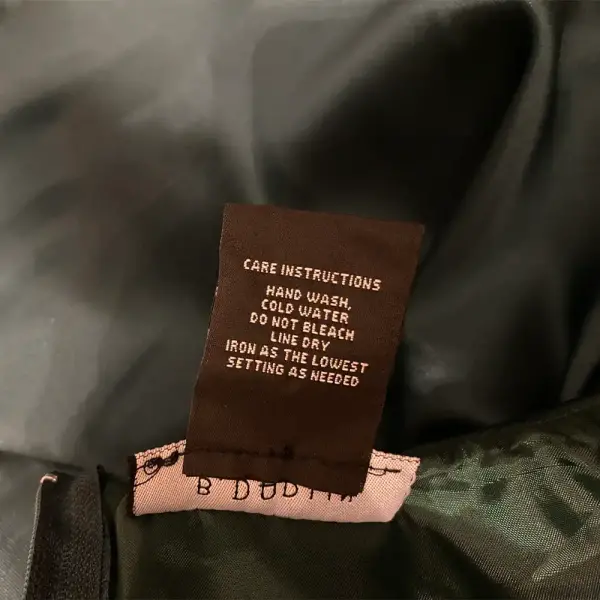 CARE INSTRUCTIONS
HAND WASH,
COLD WATER
DO NOT BLEACH
LINE DRY
IRON AS THE LOWEST
SETTING AS NEEDED